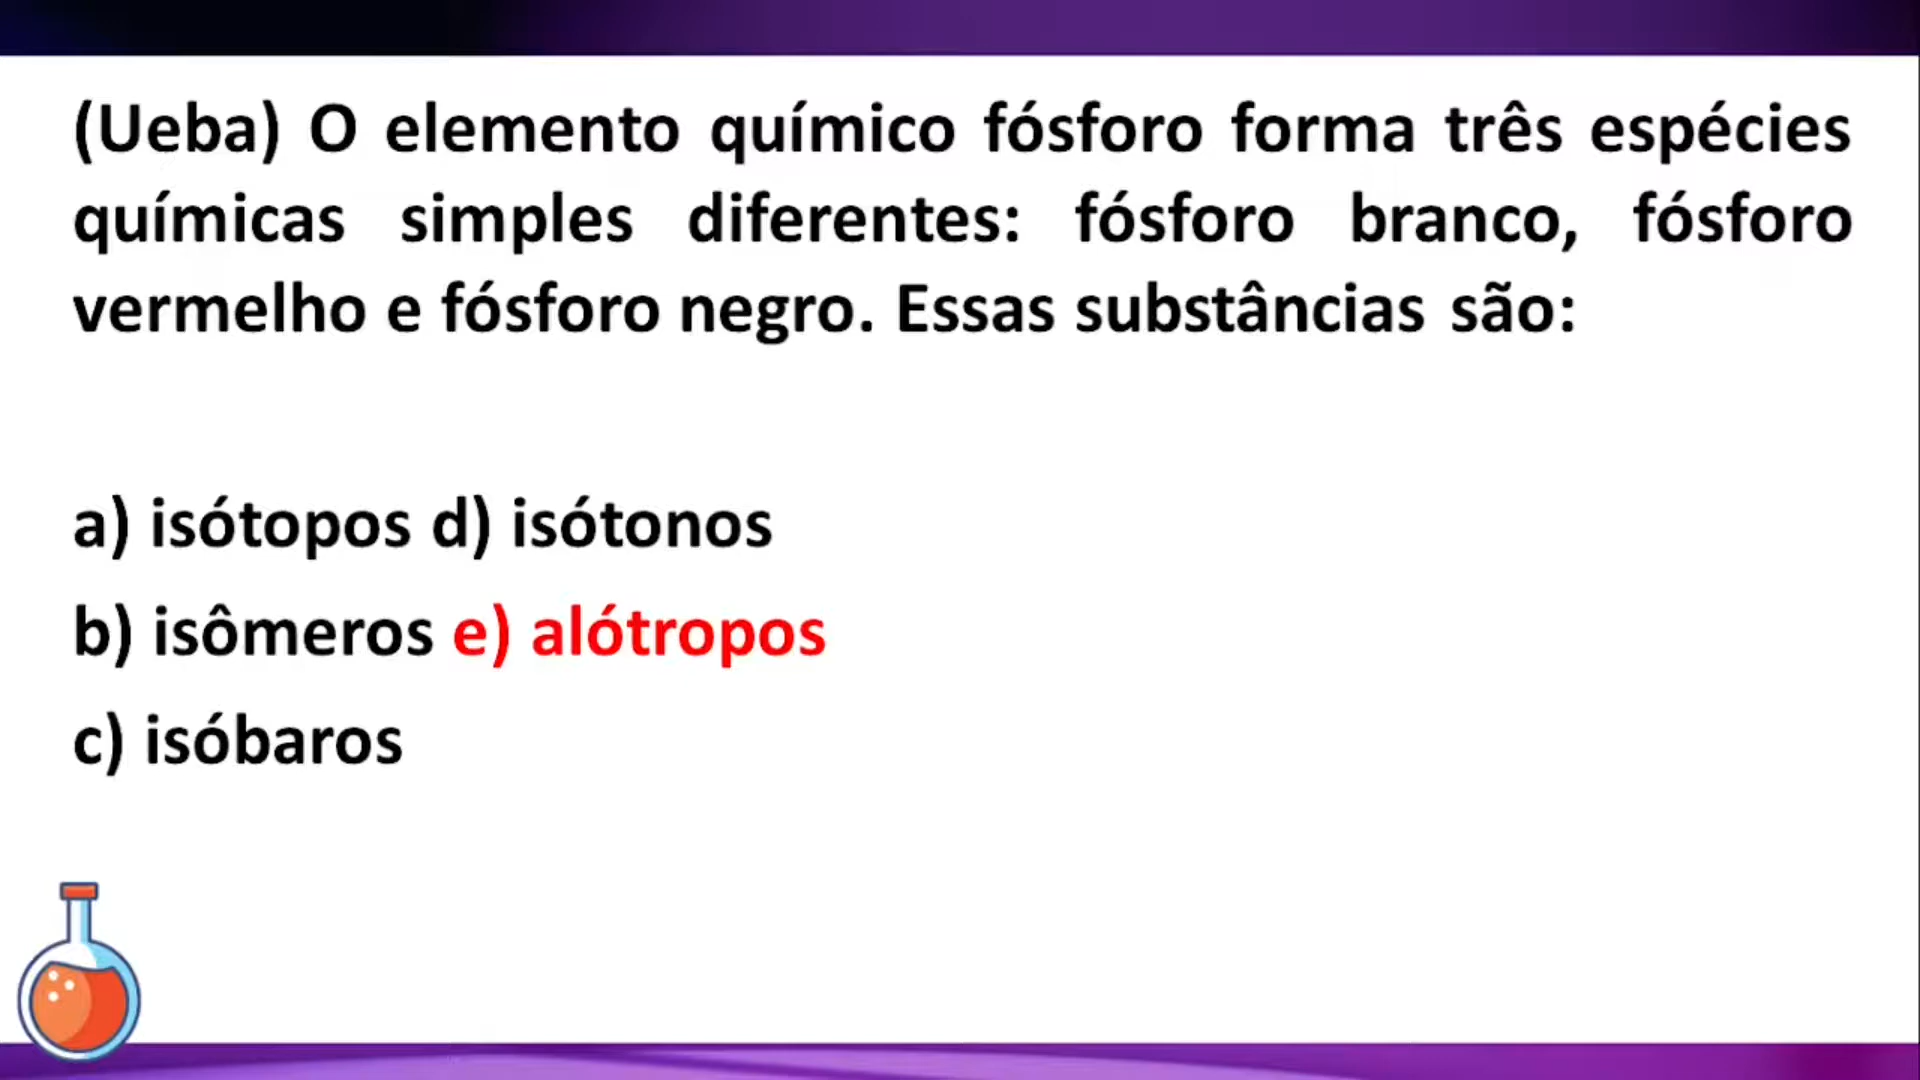 (Ueba) O elemento químico fósforo forma três espécies
químicas simples diferentes: fósforo branco, fósforo
vermelho e fósforo negro. Essas substâncias são:
a) isótopos d) isótonos
b) isômeros e) alótropos
c) isóbaros